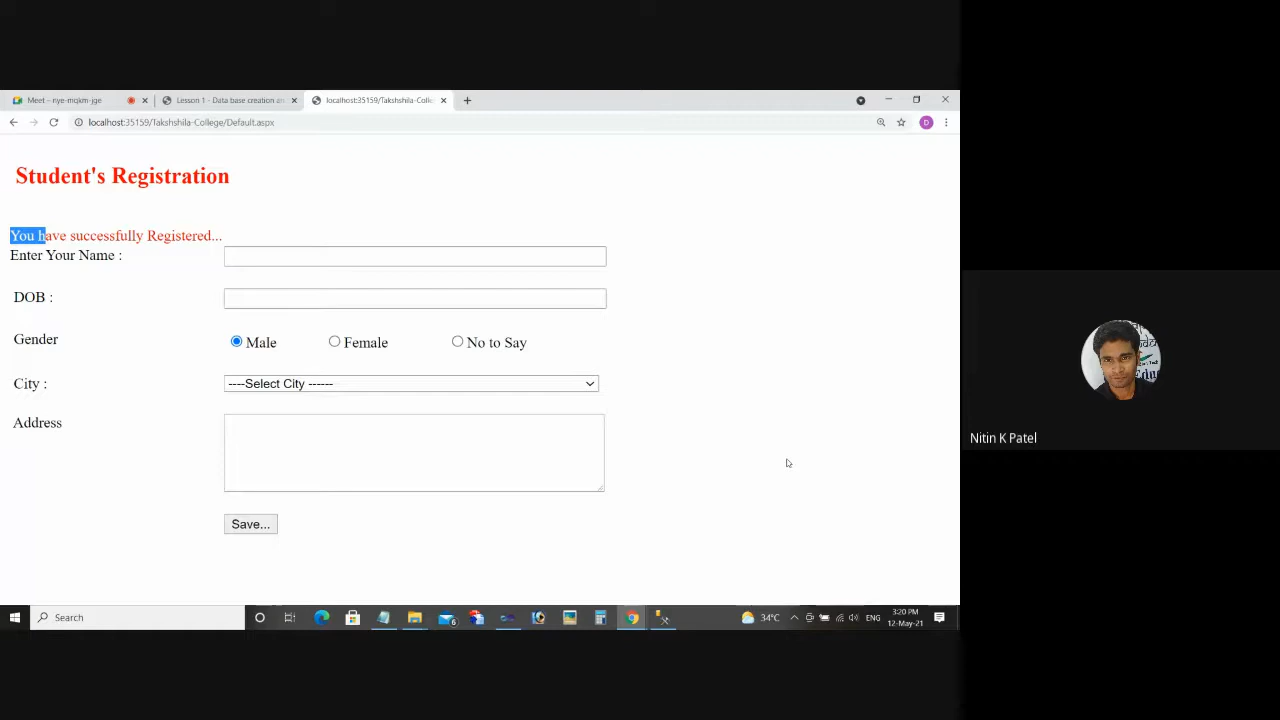 Meet – nye-mqkm-jge
Lesson 1 - Data base creation an
localhost:35159/Takshshila-Colle
localhost:35159/Takshshila-College/Default.aspx
D
Student's Registration
You have successfully Registered...
Enter Your Name :
DOB :
Gender
Male
Female
No to Say
City :
----Select City ------
Address
Save...
Nitin K Patel
Search
6
34°C
ENG
3:20 PM
12-May-21